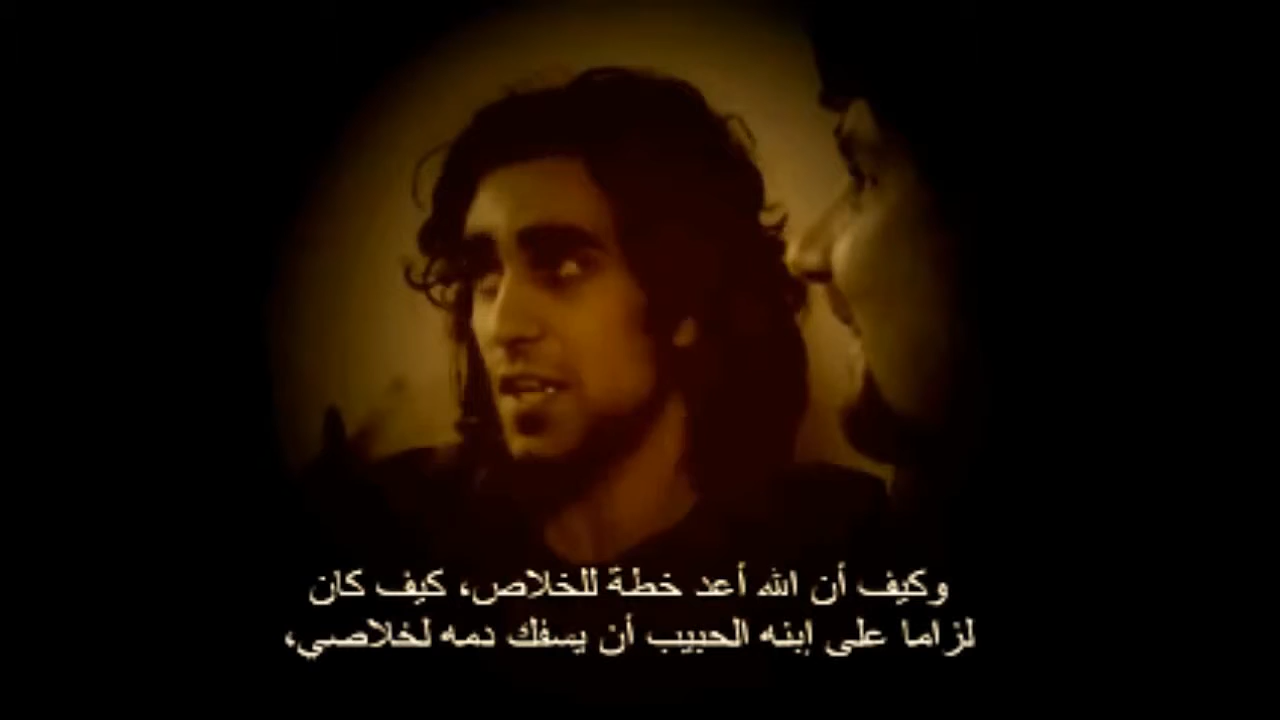 وكيف أن الله أعد خطة للخلاص، كيف كان
لزاما على إبنه الحبيب أن يسفك دمه لخلاصي،